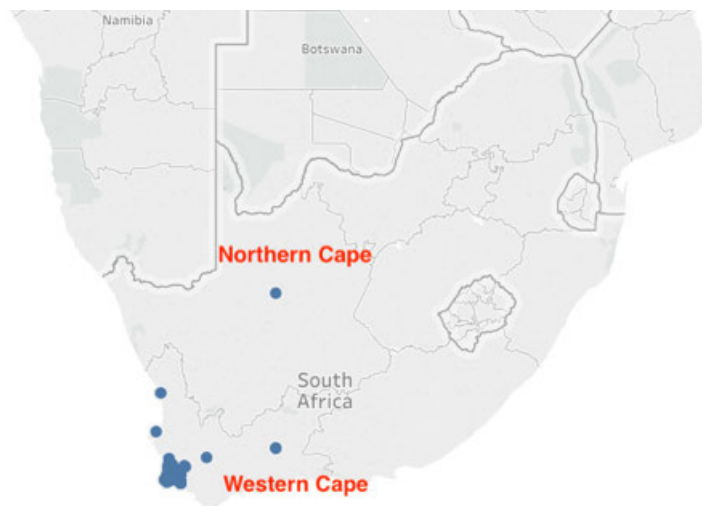 Namibia
Botswana
Northern Cape
South
Africa
Western Cape